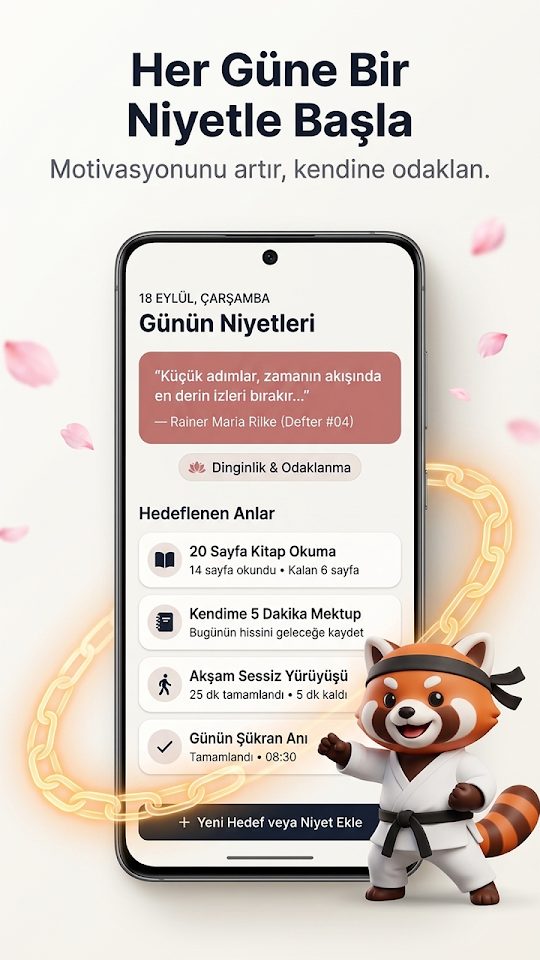 Her Güne Bir
Niyetle Başla
Motivasyonunu artır, kendine odaklan.
18 EYLÜL, ÇARŞAMBA
Günün Niyetleri
“Küçük adımlar, zamanın akışında
en derin izleri bırakır...”
— Rainer Maria Rilke (Defter #04)
Dinginlik & Odaklanma
Hedeflenen Anlar
20 Sayfa Kitap Okuma
14 sayfa okundu • Kalan 6 sayfa
Kendime 5 Dakika Mektup
Bugünün hissini geleceğe kaydet
Akşam Sessiz Yürüyüşü
25 dk tamamlandı • 5 dk kaldı
Günün Şükran Anı
Tamamlandı • 08:30
+ Yeni Hedef veya Niyet Ekle